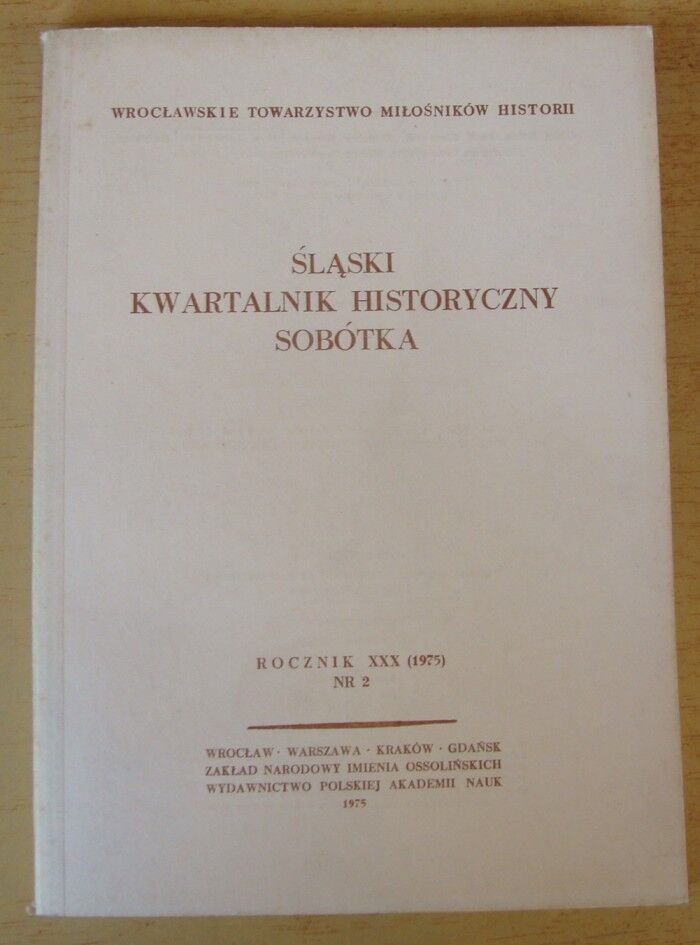 WROCŁAWSKIE TOWARZYSTWO MIŁOŚNIKÓW HISTORII
ŚLĄSKI
KWARTALNIK HISTORYCZNY
SOBÓTKA
ROCZNIK XXX (1975)
NR 2
WROCŁAW · WARSZAWA · KRAKÓW · GDAŃSK
ZAKŁAD NARODOWY IMIENIA OSSOLIŃSKICH
WYDAWNICTWO POLSKIEJ AKADEMII NAUK
1975